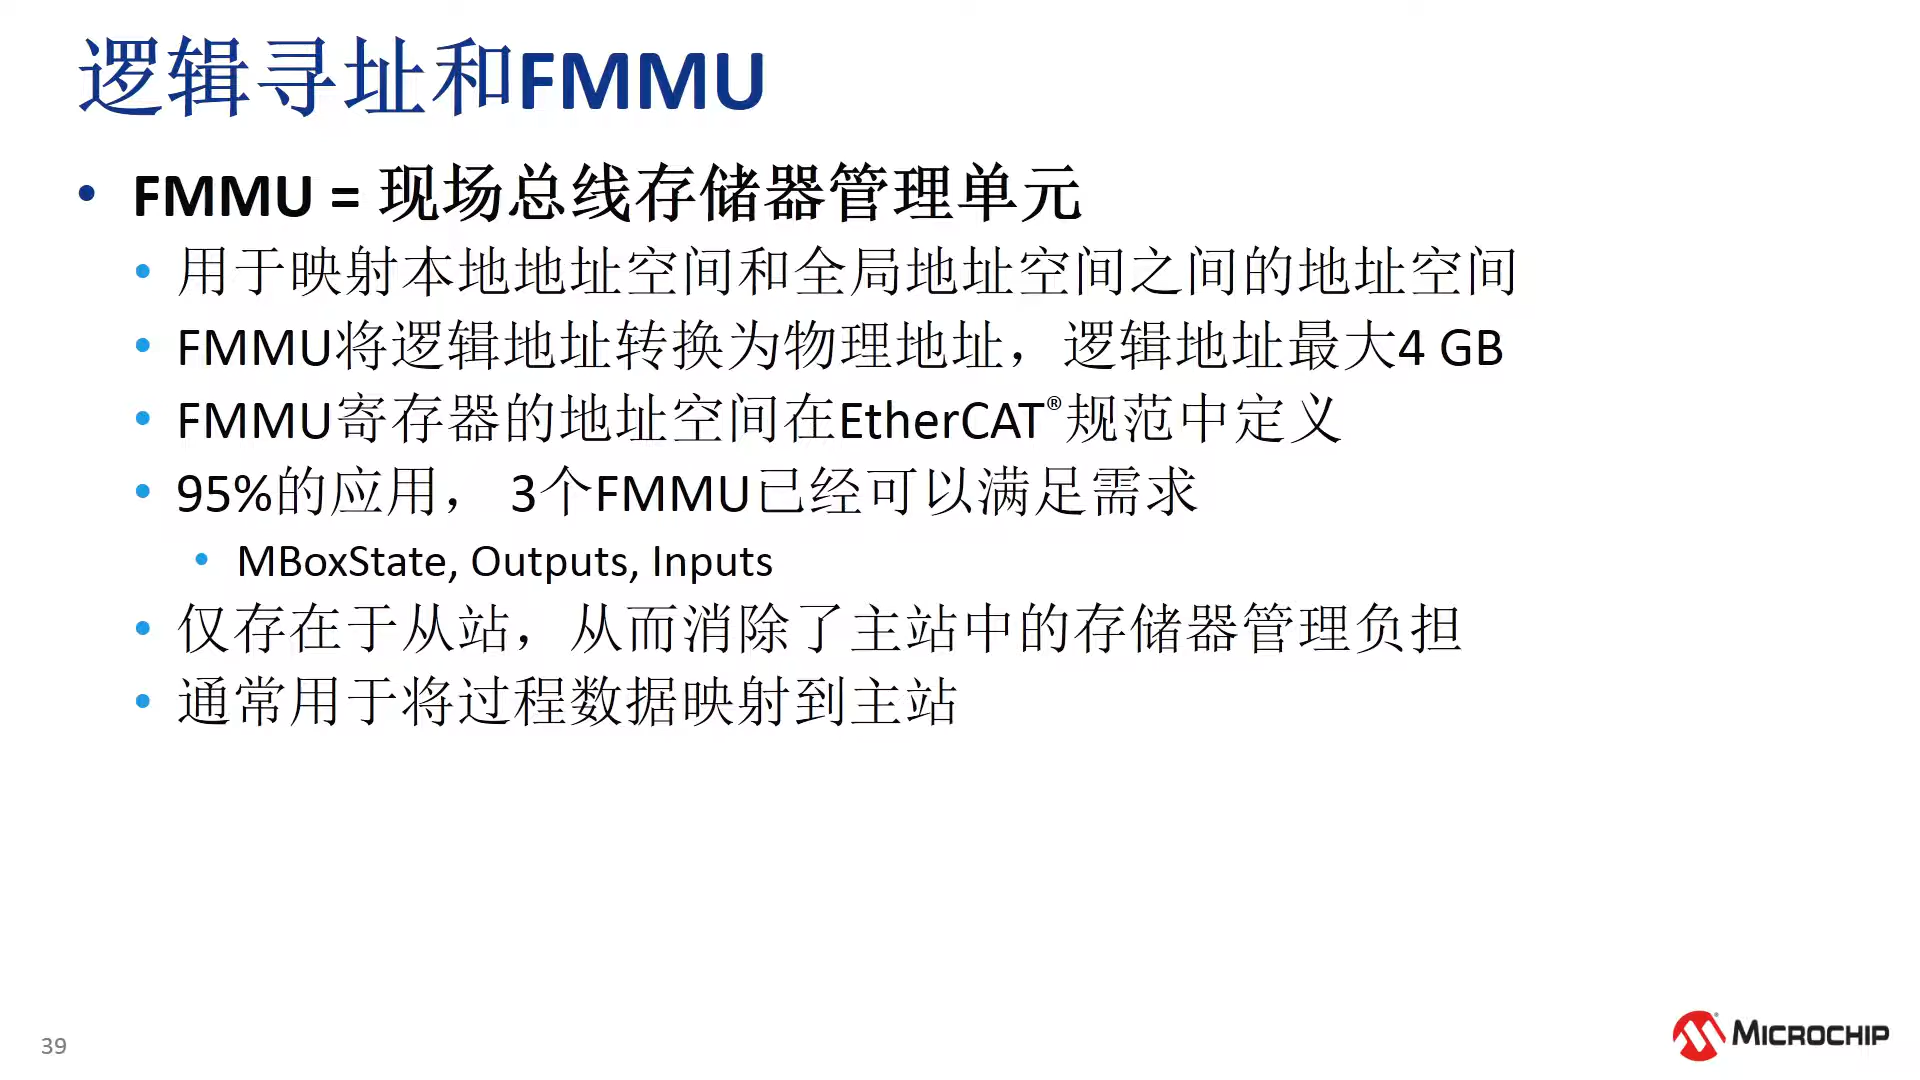 逻辑寻址和FMMU
• FMMU = 现场总线存储器管理单元
• 用于映射本地地址空间和全局地址空间之间的地址空间
• FMMU将逻辑地址转换为物理地址，逻辑地址最大4 GB
• FMMU寄存器的地址空间在EtherCAT®规范中定义
• 95%的应用， 3个FMMU已经可以满足需求
• MBoxState, Outputs, Inputs
• 仅存在于从站，从而消除了主站中的存储器管理负担
• 通常用于将过程数据映射到主站
39
MICROCHIP